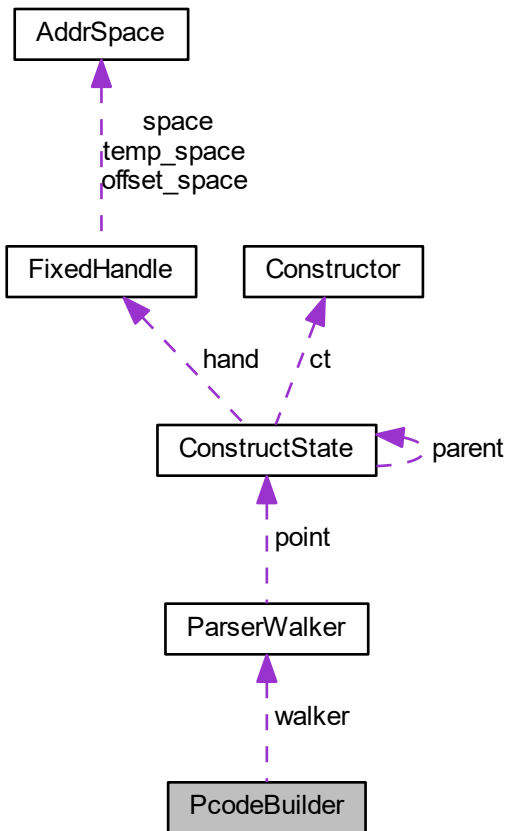 AddrSpace
space
temp_space
offset_space
FixedHandle
Constructor
hand
ct
ConstructState
parent
point
ParserWalker
walker
PcodeBuilder